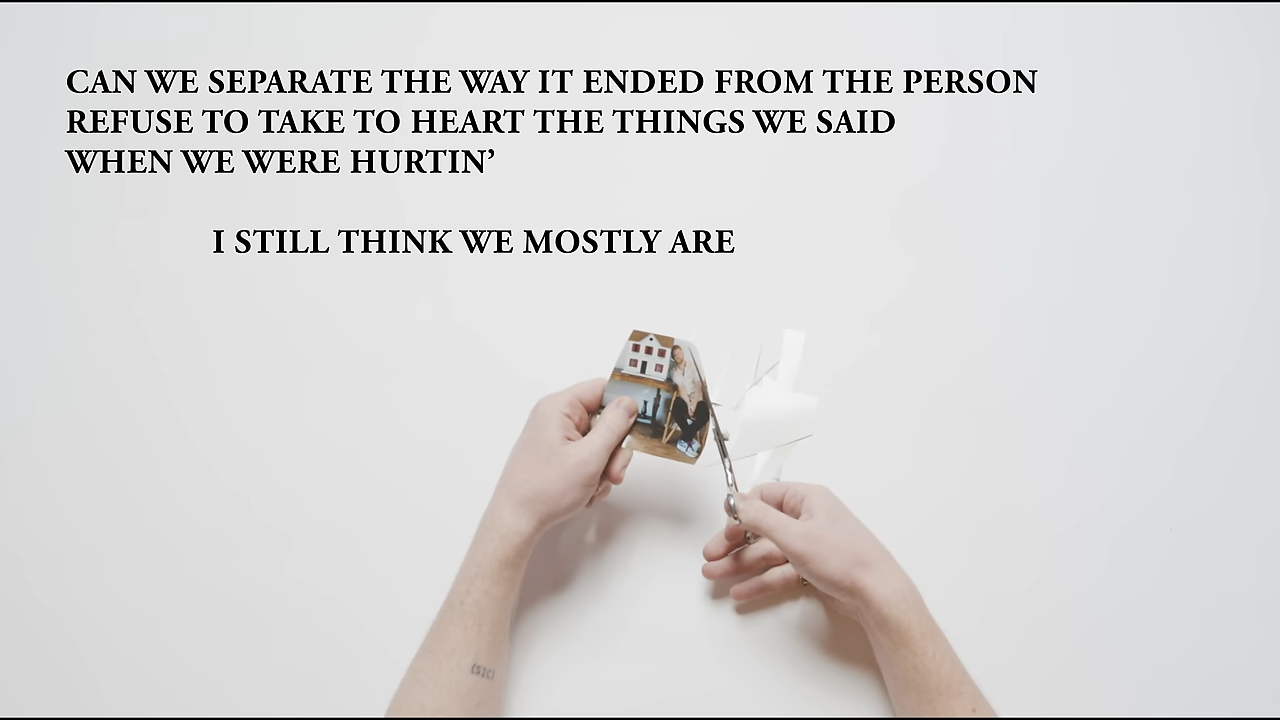 CAN WE SEPARATE THE WAY IT ENDED FROM THE PERSON
REFUSE TO TAKE TO HEART THE THINGS WE SAID
WHEN WE WERE HURTIN’
I STILL THINK WE MOSTLY ARE
(SIC)